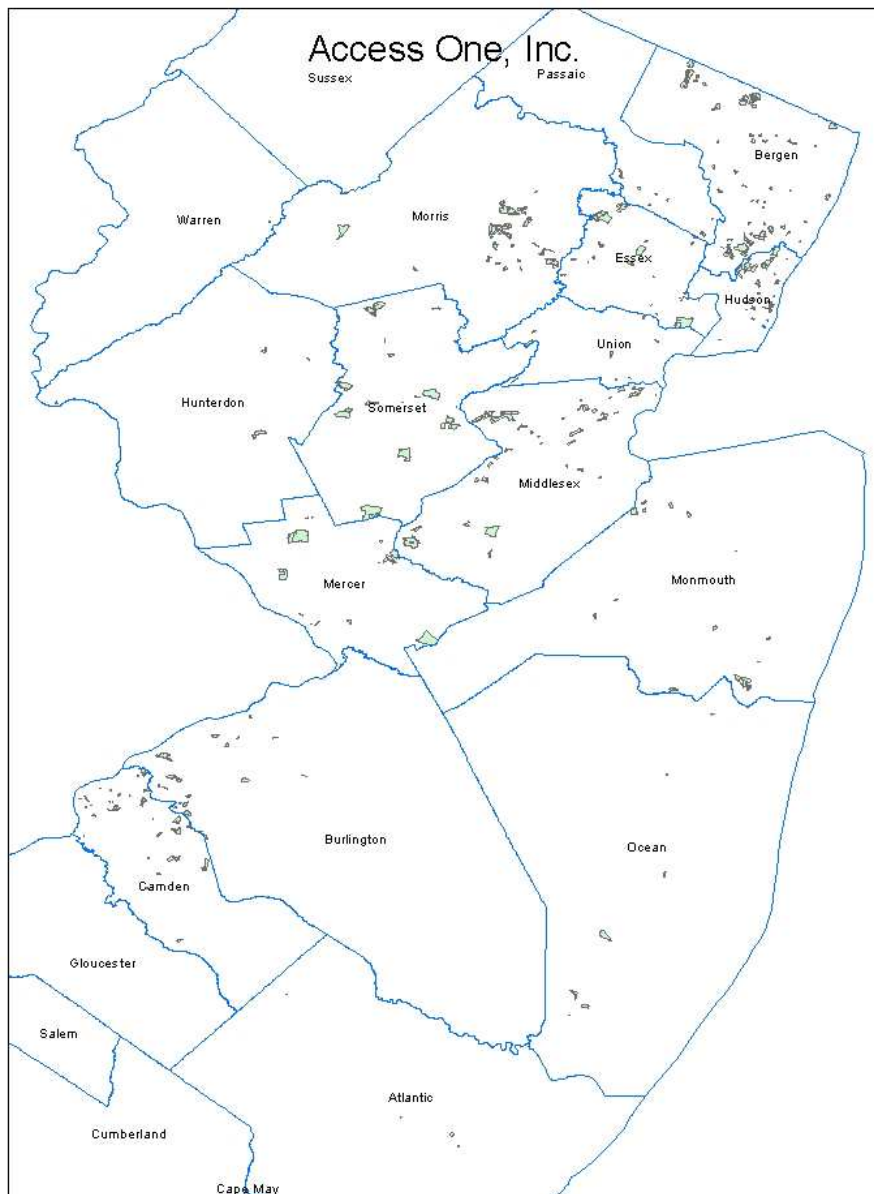 Access One, Inc.
Passaic
Sussex
Bergen
Warren
Morris
Essex
Hudson
Union
Hunterdon
Somerset
Middlesex
Mercer
Monmouth
Burlington
Ocean
Camden
Gloucester
Salem
Atlantic
Cumberland
Cape May